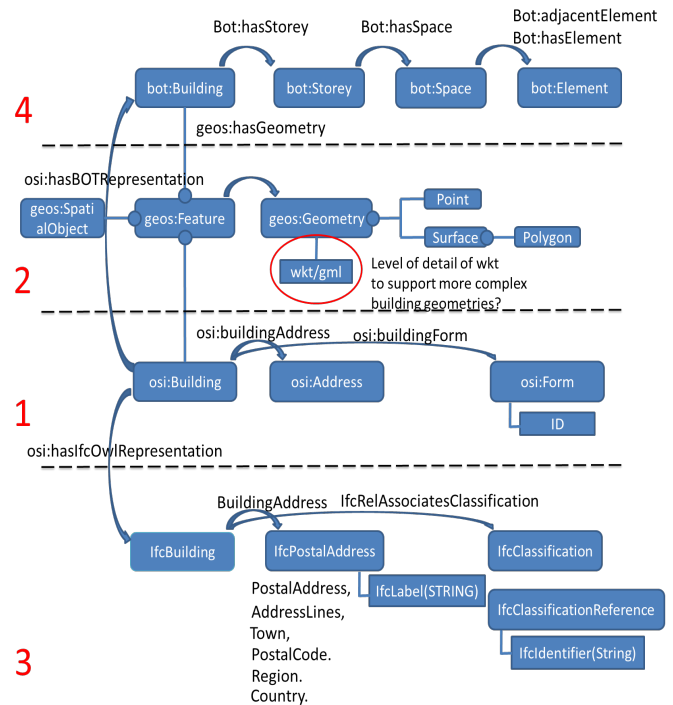 Bot:hasStorey
Bot:hasSpace
Bot:adjacentElement
Bot:hasElement
bot:Building
bot:Storey
bot:Space
bot:Element
4
geos:hasGeometry
osi:hasBOTRepresentation
geos:Spati
alObject
geos:Feature
geos:Geometry
Point
Surface
Polygon
wkt/gml
Level of detail of wkt
to support more complex
building geometries?
2
osi:buildingAddress
osi:buildingForm
osi:Building
osi:Address
osi:Form
1
ID
osi:hasIfcOwlRepresentation
BuildingAddress
IfcRelAssociatesClassification
IfcBuilding
IfcPostalAddress
IfcClassification
PostalAddress,
AddressLines,
Town,
PostalCode.
Region.
Country.
IfcLabel(STRING)
IfcClassificationReference
IfcIdentifier(String)
3